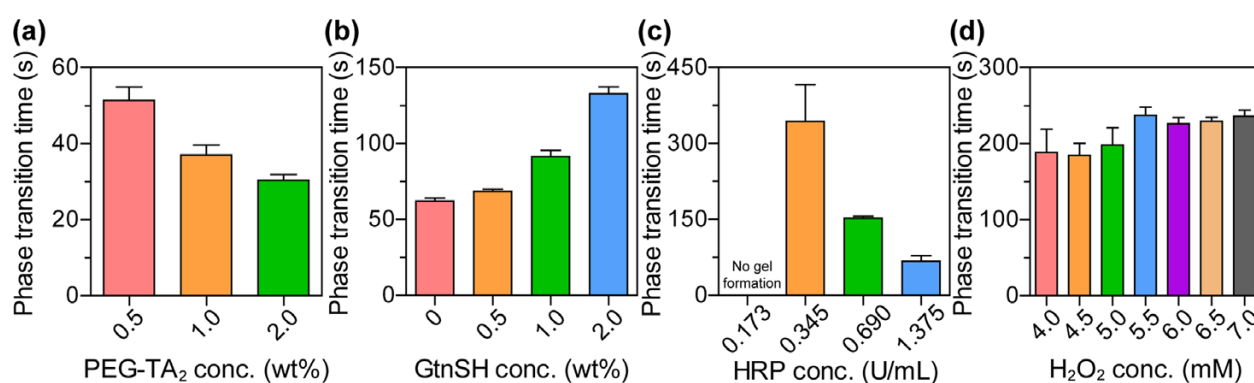 (a)
Phase transition time (s)
60
40
20
0
0.5
1.0
2.0
PEG-TA₂ conc. (wt%)
(b)
Phase transition time (s)
150
100
50
0
0
0.5
1.0
2.0
GtnSH conc. (wt%)
(c)
Phase transition time (s)
450
300
150
0
No gel
formation
0.173
0.345
0.690
1.375
HRP conc. (U/mL)
(d)
Phase transition time (s)
300
200
100
0
4.0
4.5
5.0
5.5
6.0
6.5
7.0
H₂O₂ conc. (mM)